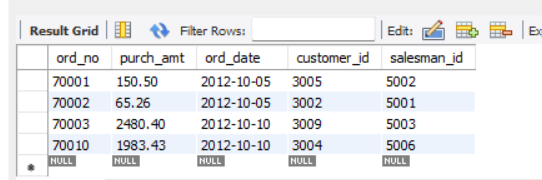 Result Grid Filter Rows: Edit: Ex
ord_no purch_amt ord_date customer_id salesman_id
70001 150.50 2012-10-05 3005 5002
70002 65.26 2012-10-05 3002 5001
70003 2480.40 2012-10-10 3009 5003
70010 1983.43 2012-10-10 3004 5006
NULL NULL NULL NULL NULL